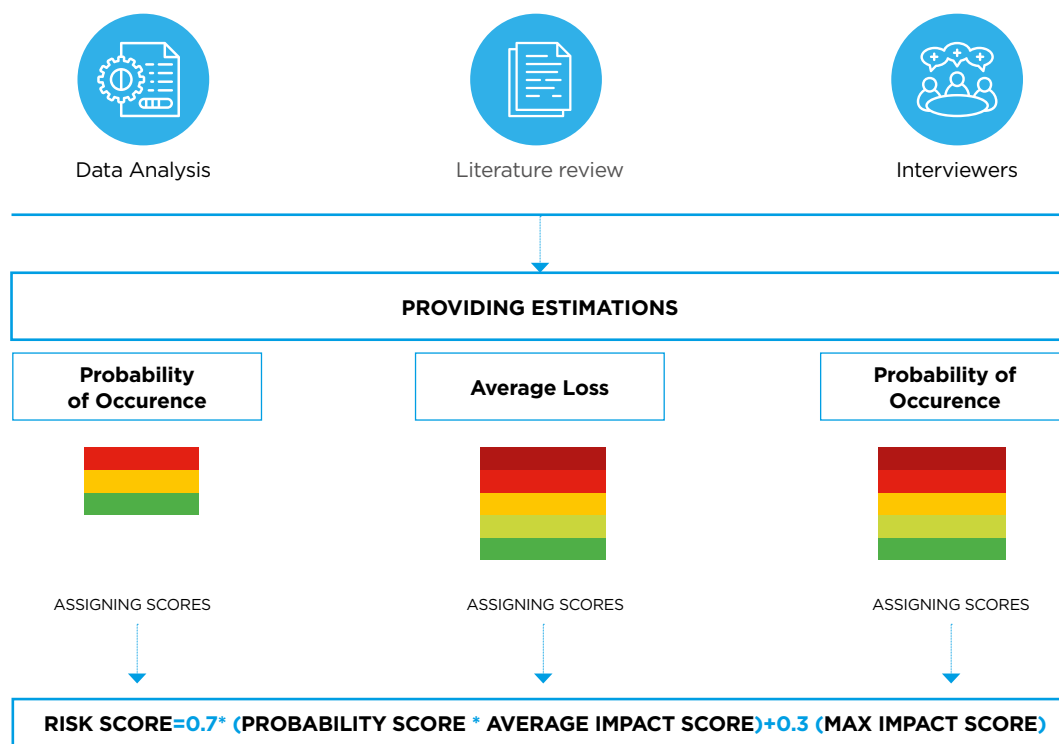 Data Analysis
Literature review
Interviewers
PROVIDING ESTIMATIONS
Probability
of Occurence
Average Loss
Probability of
Occurence
ASSIGNING SCORES
ASSIGNING SCORES
ASSIGNING SCORES
RISK SCORE=0.7* (PROBABILITY SCORE * AVERAGE IMPACT SCORE)+0.3 (MAX IMPACT SCORE)